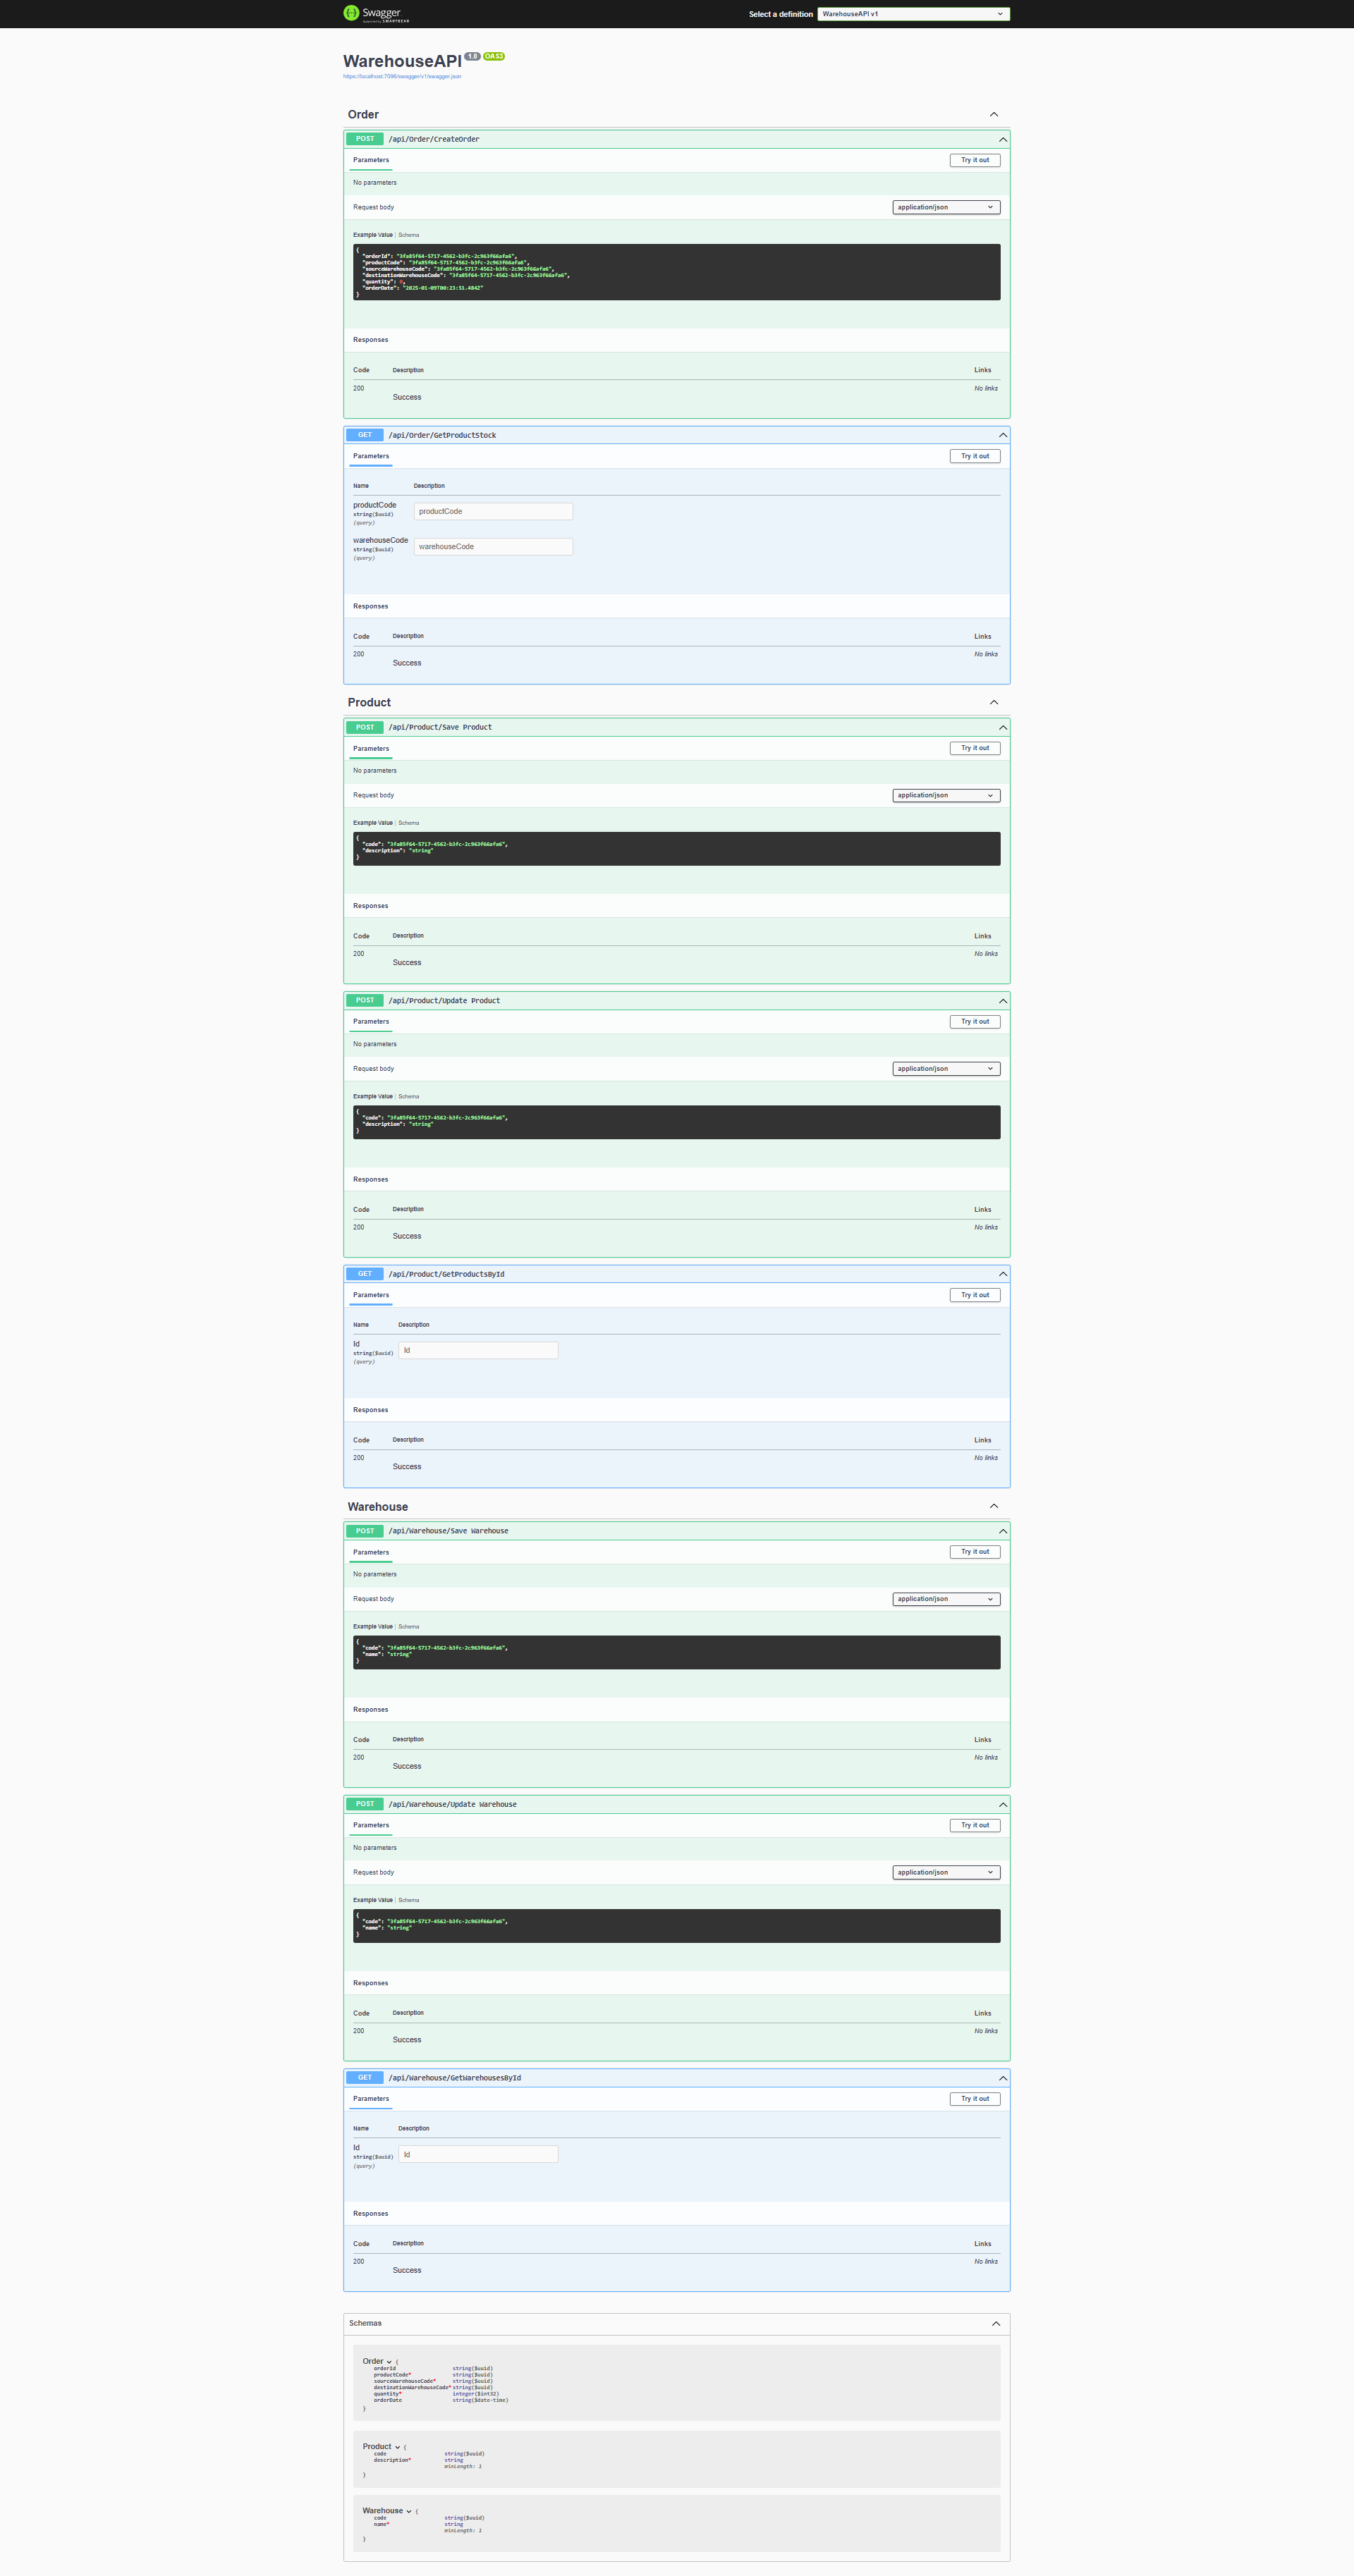 Swagger
Supported by SMARTBEAR
Select a definition
WarehouseAPI v1
WarehouseAPI 1.0 OAS3
https://localhost:7096/swagger/v1/swagger.json
Order
POST /api/Order/CreateOrder
Parameters
Try it out
No parameters
Request body
application/json
Example Value | Schema
{
"orderId": "3fa85f64-5717-4562-b3fc-2c963f66afa6",
"productCode": "3fa85f64-5717-4562-b3fc-2c963f66afa6",
"sourceWarehouseCode": "3fa85f64-5717-4562-b3fc-2c963f66afa6",
"destinationWarehouseCode": "3fa85f64-5717-4562-b3fc-2c963f66afa6",
"quantity": 0,
"orderDate": "2025-01-09T00:23:51.484Z"
}
Responses
Code Description Links
200 No links
Success
GET /api/Order/GetProductStock
Parameters
Try it out
Name Description
productCode
string($uuid)
(query)
productCode
warehouseCode
string($uuid)
(query)
warehouseCode
Responses
Code Description Links
200 No links
Success
Product
POST /api/Product/Save Product
Parameters
Try it out
No parameters
Request body
application/json
Example Value | Schema
{
"code": "3fa85f64-5717-4562-b3fc-2c963f66afa6",
"description": "string"
}
Responses
Code Description Links
200 No links
Success
POST /api/Product/Update Product
Parameters
Try it out
No parameters
Request body
application/json
Example Value | Schema
{
"code": "3fa85f64-5717-4562-b3fc-2c963f66afa6",
"description": "string"
}
Responses
Code Description Links
200 No links
Success
GET /api/Product/GetProductsById
Parameters
Try it out
Name Description
Id
string($uuid)
(query)
Id
Responses
Code Description Links
200 No links
Success
Warehouse
POST /api/Warehouse/Save Warehouse
Parameters
Try it out
No parameters
Request body
application/json
Example Value | Schema
{
"code": "3fa85f64-5717-4562-b3fc-2c963f66afa6",
"name": "string"
}
Responses
Code Description Links
200 No links
Success
POST /api/Warehouse/Update Warehouse
Parameters
Try it out
No parameters
Request body
application/json
Example Value | Schema
{
"code": "3fa85f64-5717-4562-b3fc-2c963f66afa6",
"name": "string"
}
Responses
Code Description Links
200 No links
Success
GET /api/Warehouse/GetWarehousesById
Parameters
Try it out
Name Description
Id
string($uuid)
(query)
Id
Responses
Code Description Links
200 No links
Success
Schemas
Order {
orderId string($uuid)
productCode* string($uuid)
sourceWarehouseCode* string($uuid)
destinationWarehouseCode* string($uuid)
quantity* integer($int32)
orderDate string($date-time)
}
Product {
code string($uuid)
description* string
minLength: 1
}
Warehouse {
code string($uuid)
name* string
minLength: 1
}